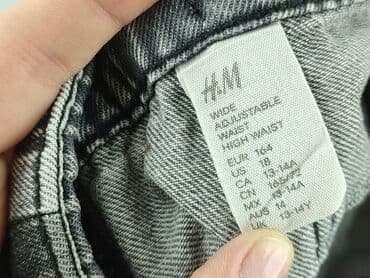 H&M
WIDE
ADJUSTABLE
WAIST
HIGH WAIST
EUR 164
US 18
CA 13-14A
CN 165/72
MX 13-14A
AUS 14
UK 13-14Y